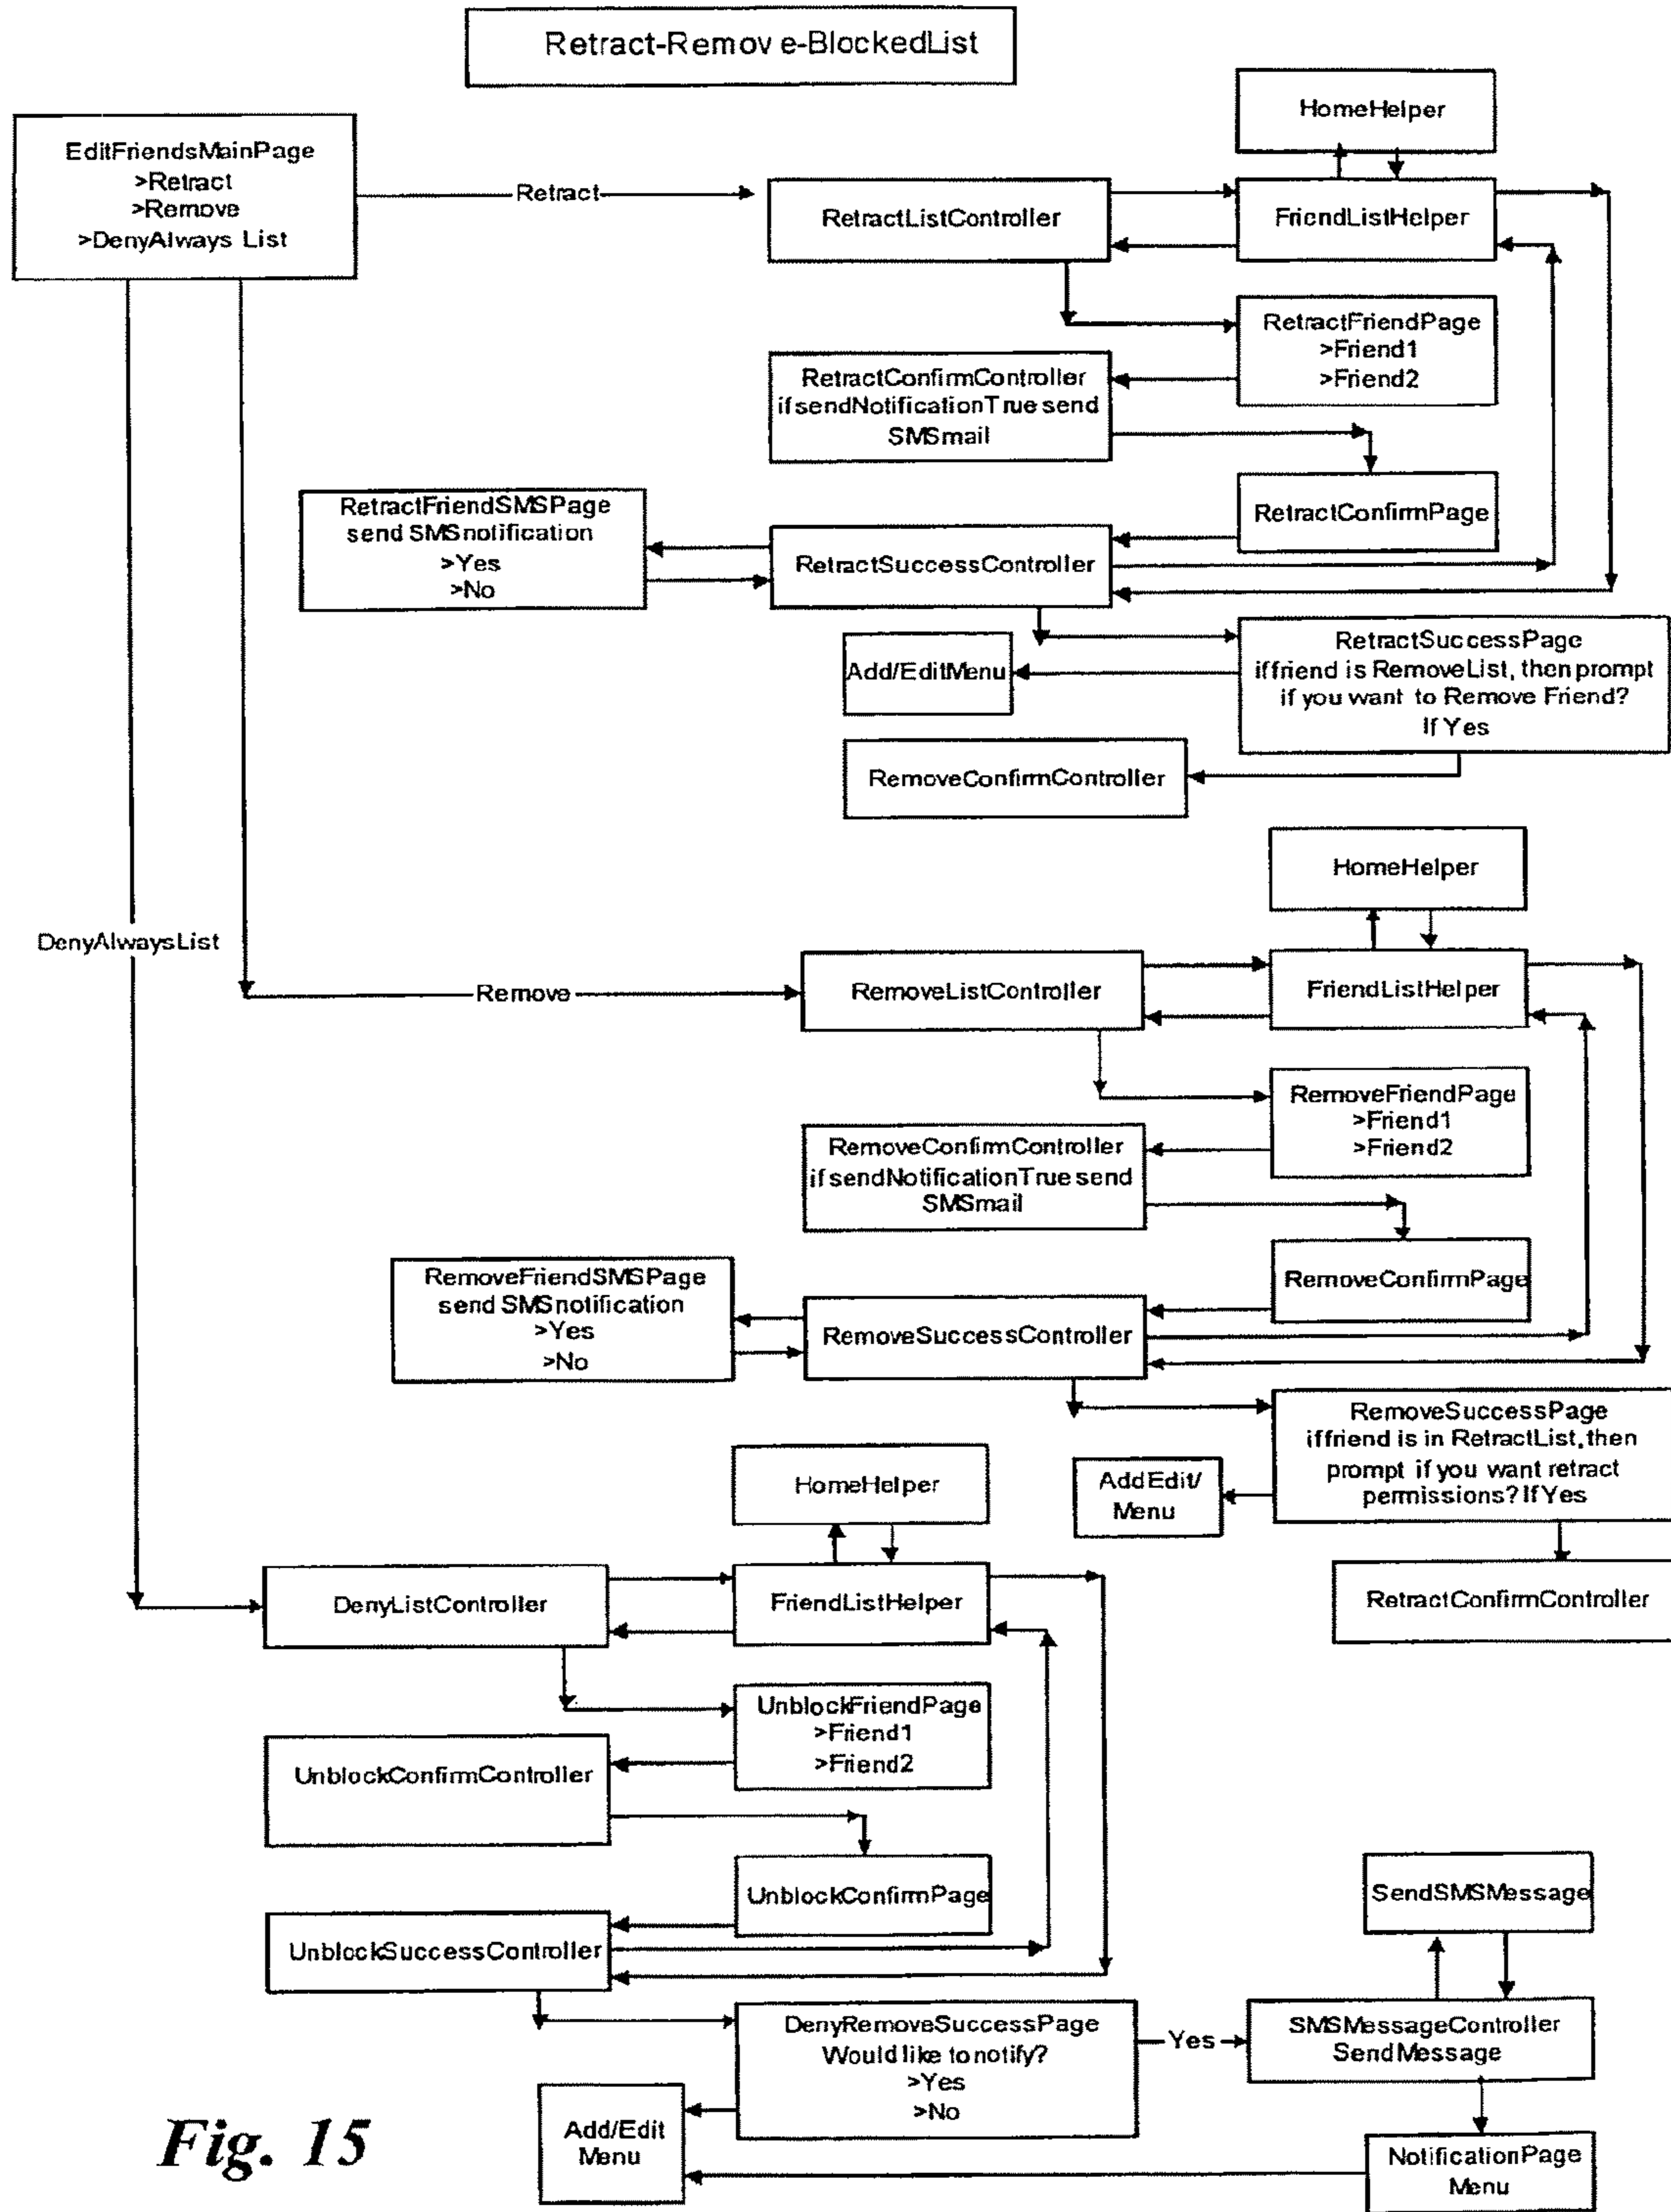 Retract-Remove-BlockedList
HomeHelper
EditFriendsMainPage
>Retract
>Remove
>DenyAlways List
Retract
RetractListController
FriendListHelper
RetractFriendPage
>Friend1
>Friend2
RetractConfirmController
if sendNotificationTrue send
SMSmail
RetractConfirmPage
RetractFriendSMSPage
send SMSnotification
>Yes
>No
RetractSuccessController
RetractSuccessPage
if friend is RemoveList, then prompt
if you want to Remove Friend?
If Yes
Add/EditMenu
RemoveConfirmController
HomeHelper
DenyAlwaysList
Remove
RemoveListController
FriendListHelper
RemoveFriendPage
>Friend1
>Friend2
RemoveConfirmController
if sendNotificationTrue send
SMSmail
RemoveConfirmPage
RemoveFriendSMSPage
send SMSnotification
>Yes
>No
RemoveSuccessController
RemoveSuccessPage
if friend is in RetractList, then
prompt if you want retract
permissions? If Yes
AddEdit/
Menu
RetractConfirmController
HomeHelper
DenyListController
FriendListHelper
UnblockFriendPage
>Friend1
>Friend2
UnblockConfirmController
UnblockConfirmPage
UnblockSuccessController
SendSMSMessage
DenyRemoveSuccessPage
Would like to notify?
>Yes
>No
Yes
SMSMessageController
SendMessage
Add/Edit
Menu
NotificationPage
Menu
Fig. 15